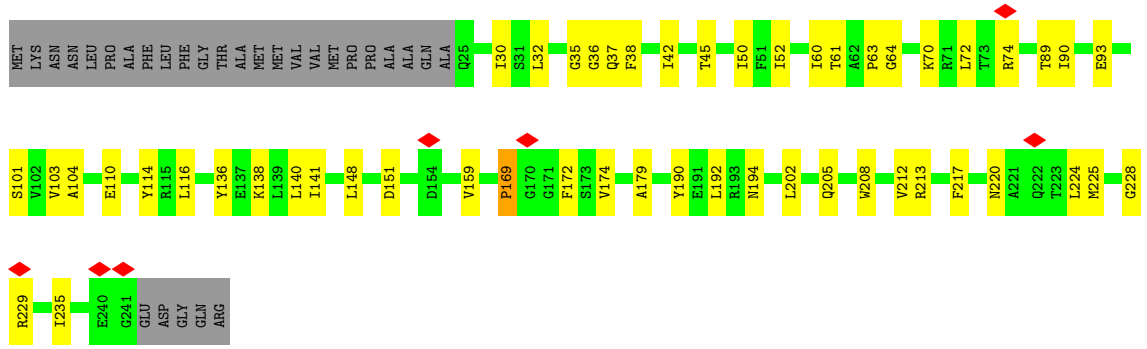 MET LYS ASN ASN LEU PRO ALA PHE LEU PHE GLY THR ALA MET MET VAL VAL MET PRO PRO ALA ALA GLN ALA Q25 I30 S31 L32 G35 G36 Q37 F38 I42 T45 I50 F51 I52 I60 T61 A62 P63 G64 K70 R71 L72 T73 R74 T89 I90 E93
S101 V102 V103 A104 E110 Y114 R115 L116 Y136 E137 K138 L139 L140 I141 L148 D151 D154 V159 P169 G170 G171 F172 S173 V174 A179 Y190 E191 L192 R193 N194 L202 Q205 W208 V212 R213 F217 N220 A221 Q222 T223 L224 M225 G228
R229 I235 E240 G241 GLU ASP GLY GLN ARG